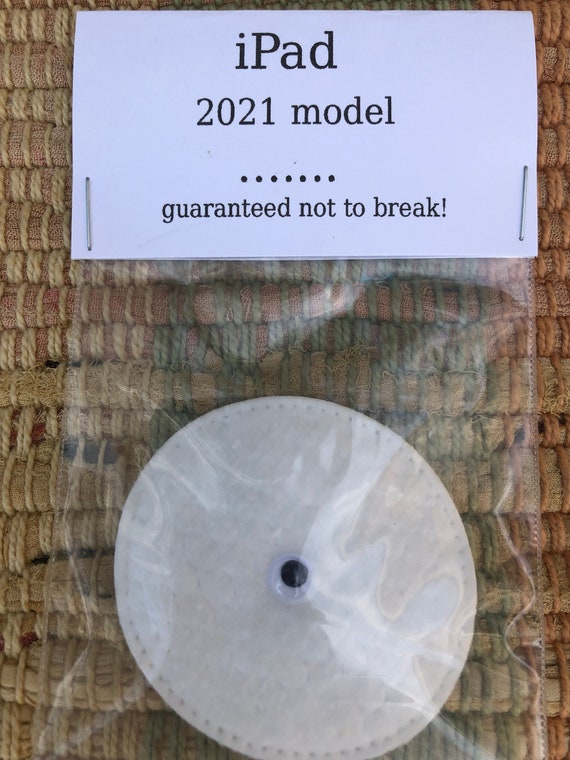 iPad
2021 model
.......
guaranteed not to break!